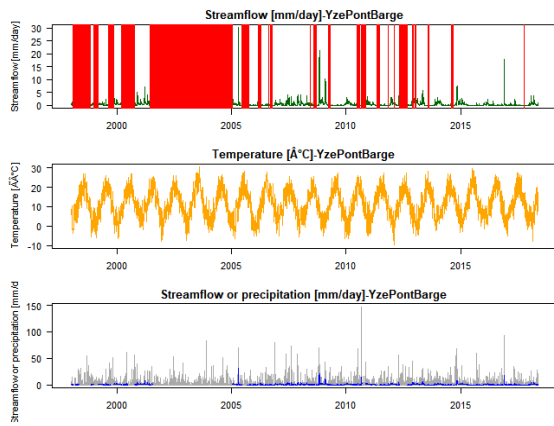 Streamflow [mm/day]-YzePontBarge
Streamflow [mm/day]
30
25
20
15
10
5
0
2000 2005 2010 2015
Temperature [Â°C]-YzePontBarge
30
20
10
0
-10
2000 2005 2010 2015
Streamflow or precipitation [mm/day]-YzePontBarge
Streamflow or precipitation [mm/d
150
100
50
0
2000 2005 2010 2015